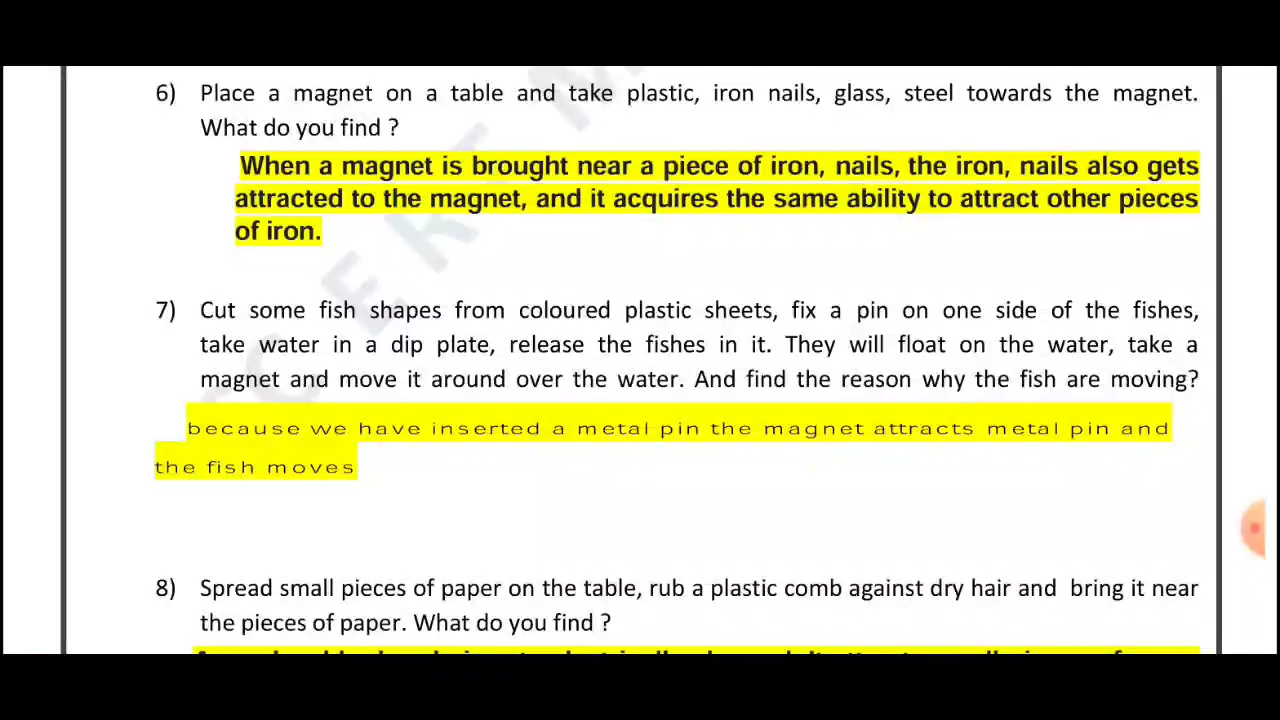 6) Place a magnet on a table and take plastic, iron nails, glass, steel towards the magnet.
What do you find ?
When a magnet is brought near a piece of iron, nails, the iron, nails also gets
attracted to the magnet, and it acquires the same ability to attract other pieces
of iron.
7) Cut some fish shapes from coloured plastic sheets, fix a pin on one side of the fishes,
take water in a dip plate, release the fishes in it. They will float on the water, take a
magnet and move it around over the water. And find the reason why the fish are moving?
because we have inserted a metal pin the magnet attracts metal pin and
the fish moves
8) Spread small pieces of paper on the table, rub a plastic comb against dry hair and bring it near
the pieces of paper. What do you find ?